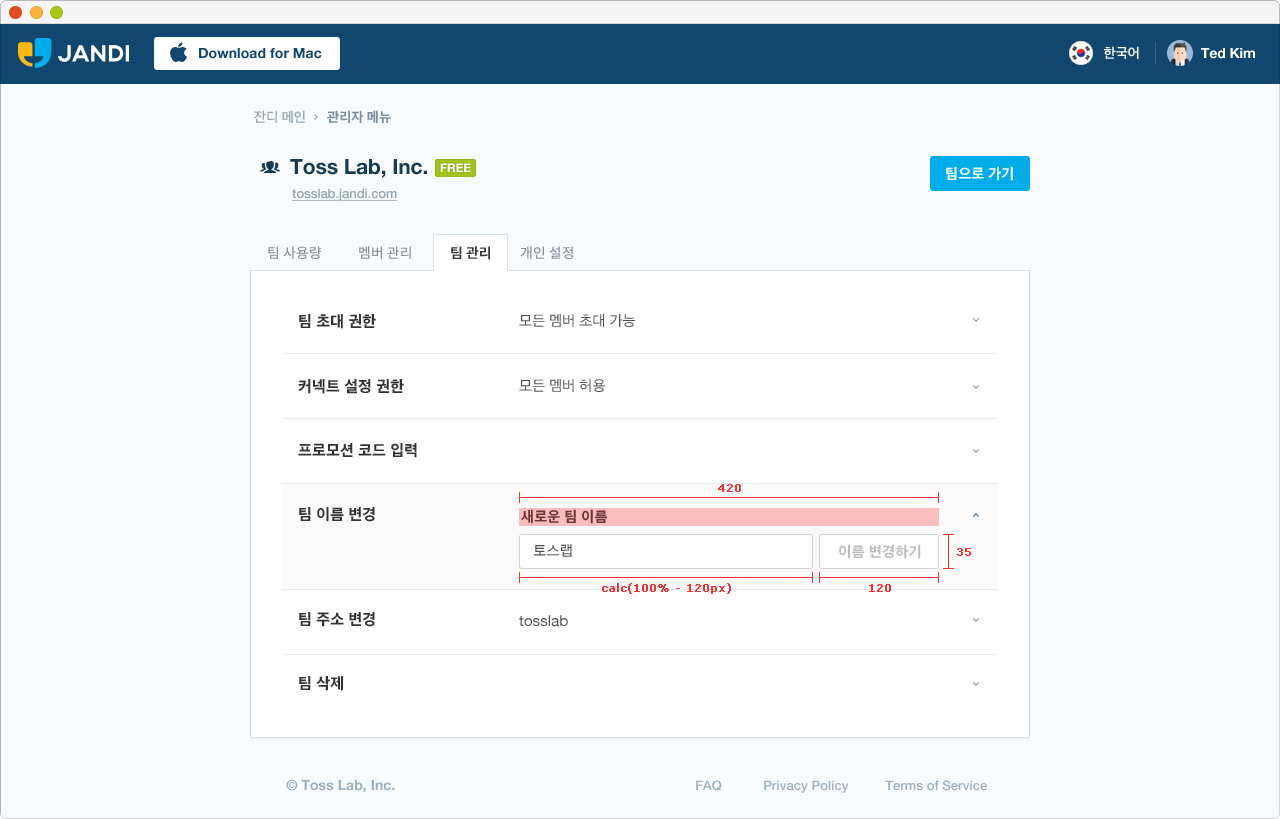 JANDI
Download for Mac
한국어
Ted Kim
잔디 메인 › 관리자 메뉴
Toss Lab, Inc. FREE
tosslab.jandi.com
팀으로 가기
팀 사용량
멤버 관리
팀 관리
개인 설정
팀 초대 권한
모든 멤버 초대 가능
커넥트 설정 권한
모든 멤버 허용
프로모션 코드 입력
420
팀 이름 변경
새로운 팀 이름
토스랩
이름 변경하기
35
calc(100% - 120px)
120
팀 주소 변경
tosslab
팀 삭제
© Toss Lab, Inc.
FAQ
Privacy Policy
Terms of Service